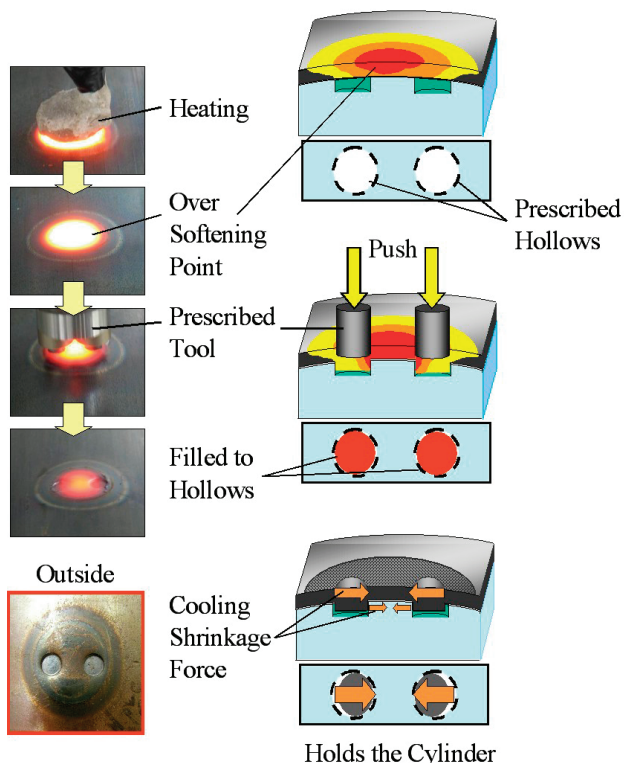 Heating
Over
Softening
Point
Prescribed
Hollows
Push
Prescribed
Tool
Filled to
Hollows
Outside
Cooling
Shrinkage
Force
Holds the Cylinder